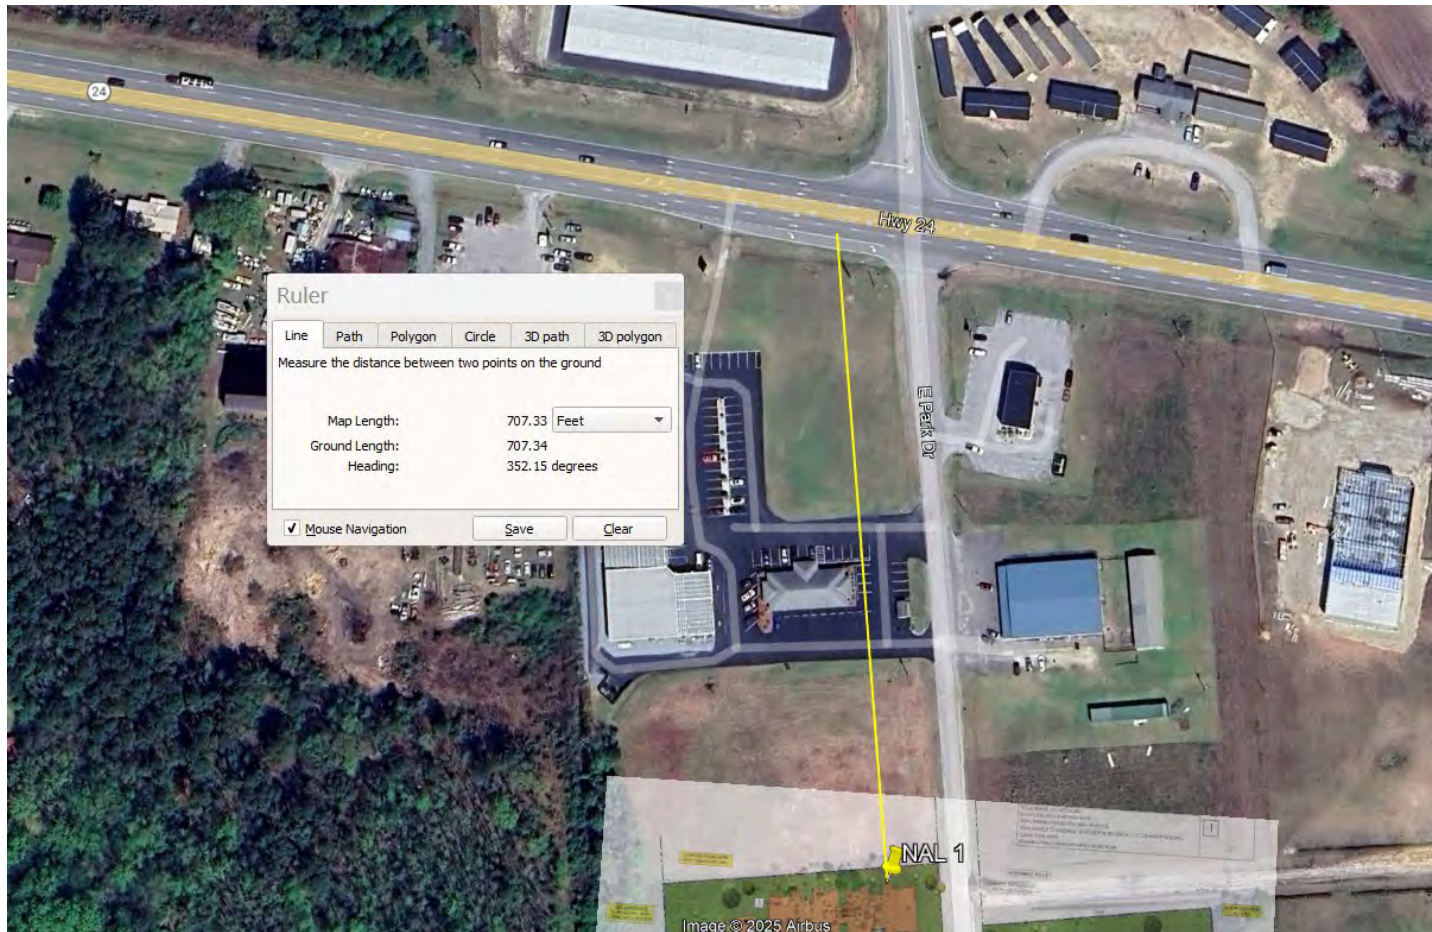 24
Hwy 24
Ruler
Line
Path
Polygon
Circle
3D path
3D polygon
Measure the distance between two points on the ground
Map Length:
707.33
Feet
Ground Length:
707.34
Heading:
352.15 degrees
Mouse Navigation
Save
Clear
E Park Dr
1
NAL 1
Image © 2025 Airbus